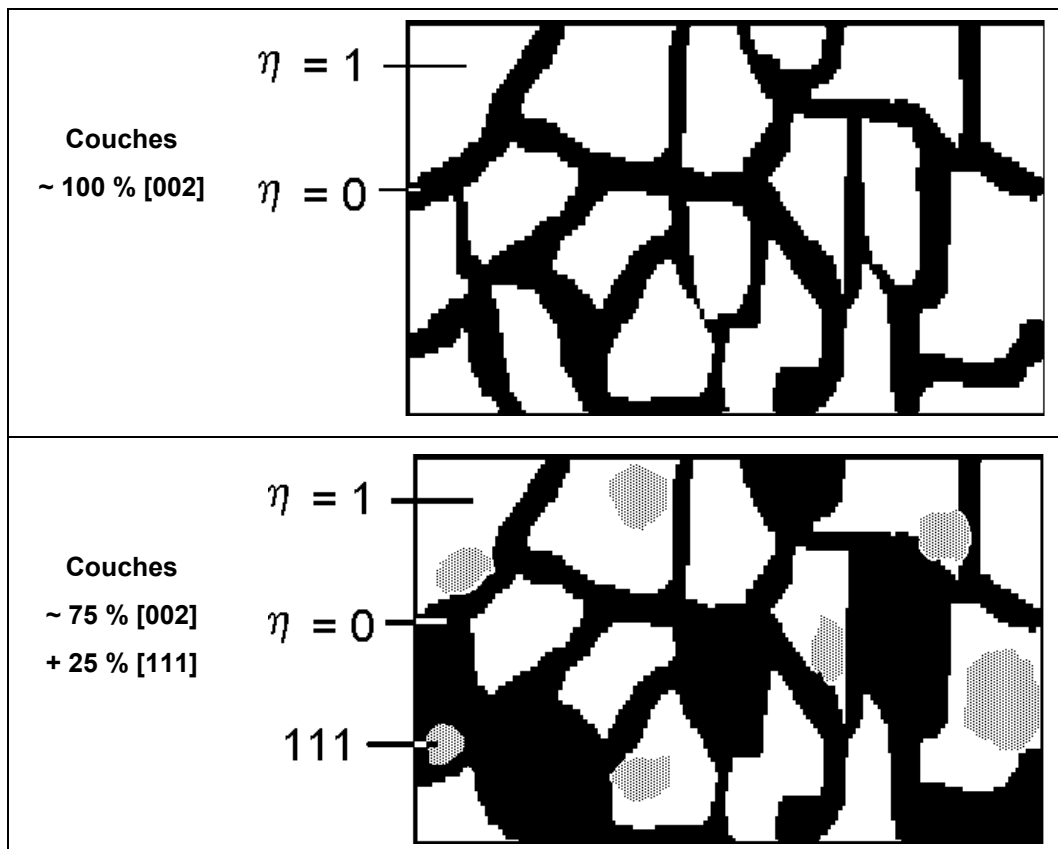 η = 1
Couches
~ 100 % [002]
η = 0
η = 1
Couches
~ 75 % [002]
η = 0
+ 25 % [111]
111